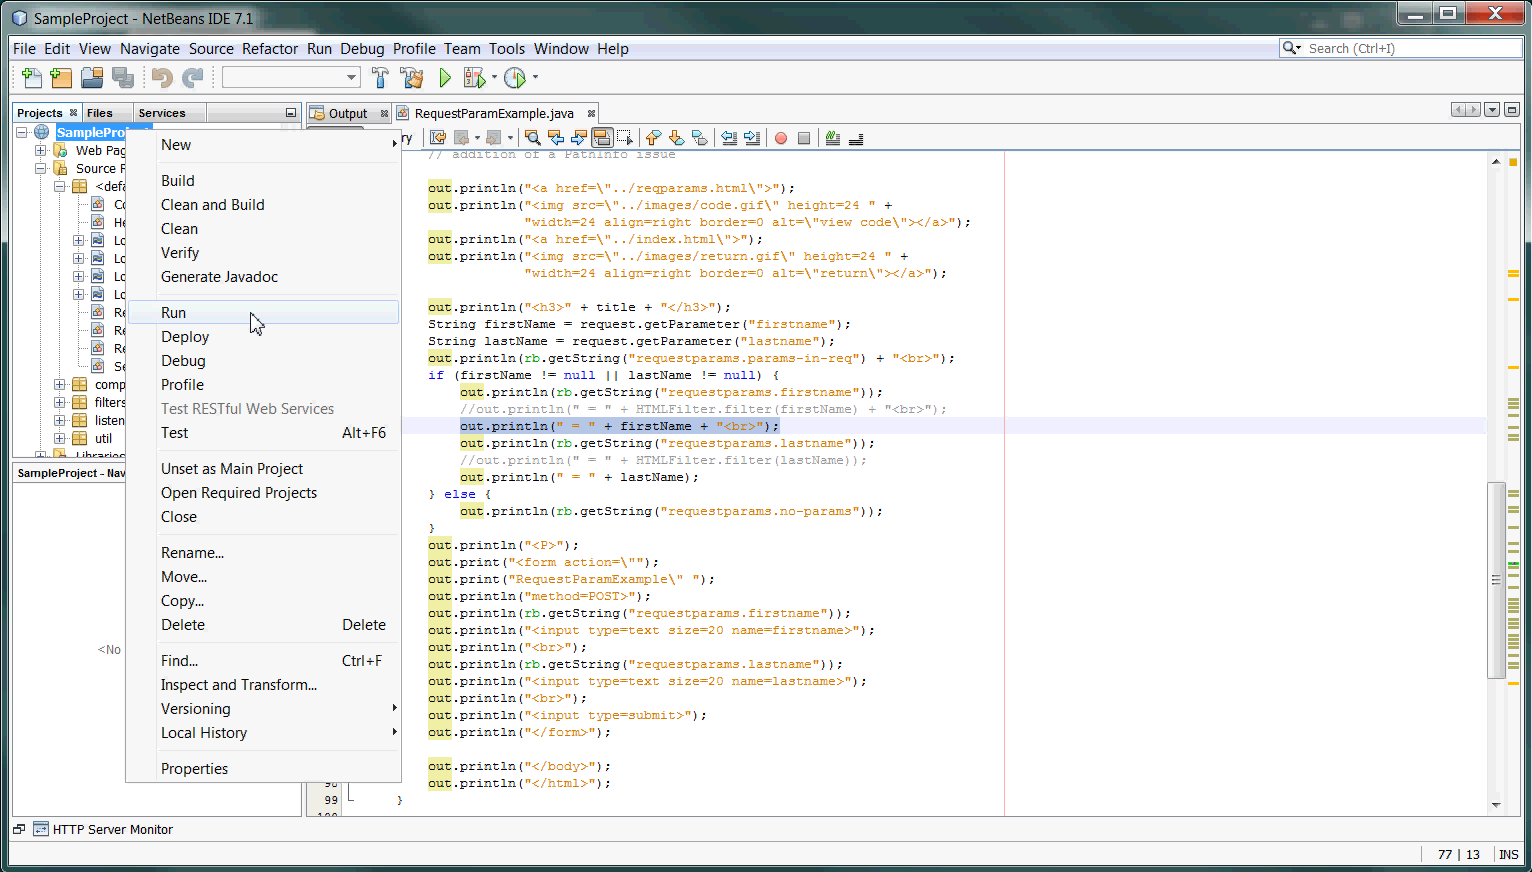 SampleProject - NetBeans IDE 7.1
File Edit View Navigate Source Refactor Run Debug Profile Team Tools Window Help
Search (Ctrl+I)
Projects Files Services
Output RequestParamExample.java
SampleProject
Web Pag
Source P
<defa
Co
He
Lo
Lo
Lo
Lo
Re
Re
Re
Se
comp
filters
listen
util
Libraries
SampleProject - Nav
<No
New
Build
Clean and Build
Clean
Verify
Generate Javadoc
Run
Deploy
Debug
Profile
Test RESTful Web Services
Test Alt+F6
Unset as Main Project
Open Required Projects
Close
Rename...
Move...
Copy...
Delete Delete
Find... Ctrl+F
Inspect and Transform...
Versioning
Local History
Properties
// addition of a PathInfo issue
out.println("<a href=\"../reqparams.html\">");
out.println("<img src=\"../images/code.gif\" height=24 " +
"width=24 align=right border=0 alt=\"view code\"></a>");
out.println("<a href=\"../index.html\">");
out.println("<img src=\"../images/return.gif\" height=24 " +
"width=24 align=right border=0 alt=\"return\"></a>");
out.println("<h3>" + title + "</h3>");
String firstName = request.getParameter("firstname");
String lastName = request.getParameter("lastname");
out.println(rb.getString("requestparams.params-in-req") + "<br>");
if (firstName != null || lastName != null) {
out.println(rb.getString("requestparams.firstname"));
//out.println(" = " + HTMLFilter.filter(firstName) + "<br>");
out.println(" = " + firstName + "<br>");
out.println(rb.getString("requestparams.lastname"));
//out.println(" = " + HTMLFilter.filter(lastName));
out.println(" = " + lastName);
} else {
out.println(rb.getString("requestparams.no-params"));
}
out.println("<P>");
out.print("<form action=\"");
out.print("RequestParamExample\" ");
out.println("method=POST>");
out.println(rb.getString("requestparams.firstname"));
out.println("<input type=text size=20 name=firstname>");
out.println("<br>");
out.println(rb.getString("requestparams.lastname"));
out.println("<input type=text size=20 name=lastname>");
out.println("<br>");
out.println("<input type=submit>");
out.println("</form>");
out.println("</body>");
98 out.println("</html>");
99 }
100
HTTP Server Monitor
77 | 13 INS